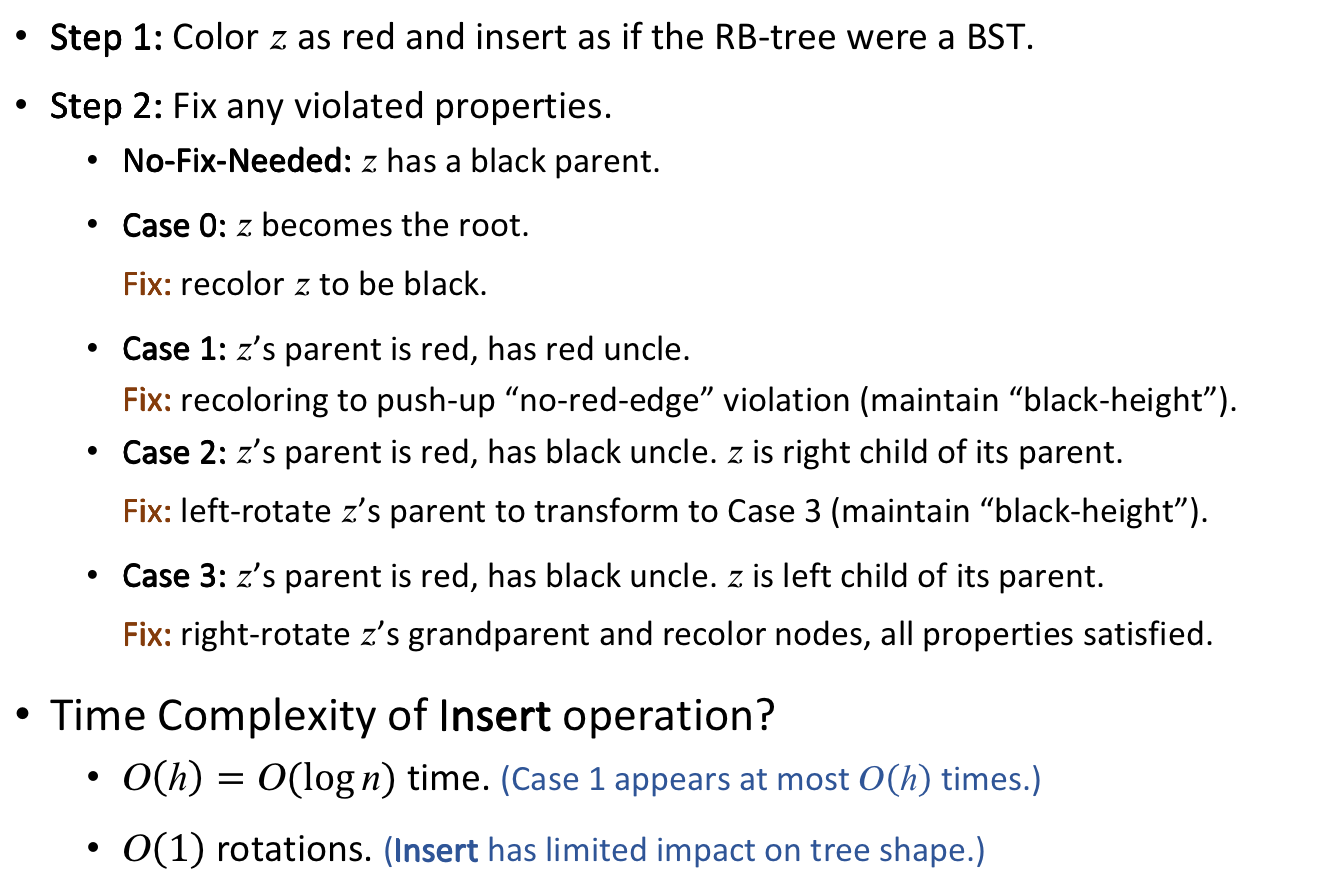 • Step 1: Color z as red and insert as if the RB-tree were a BST.
• Step 2: Fix any violated properties.
• No-Fix-Needed: z has a black parent.
• Case 0: z becomes the root.
Fix: recolor z to be black.
• Case 1: z’s parent is red, has red uncle.
Fix: recoloring to push-up “no-red-edge” violation (maintain “black-height”).
• Case 2: z’s parent is red, has black uncle. z is right child of its parent.
Fix: left-rotate z’s parent to transform to Case 3 (maintain “black-height”).
• Case 3: z’s parent is red, has black uncle. z is left child of its parent.
Fix: right-rotate z’s grandparent and recolor nodes, all properties satisfied.
• Time Complexity of Insert operation?
• O(h) = O(log n) time. (Case 1 appears at most O(h) times.)
• O(1) rotations. (Insert has limited impact on tree shape.)